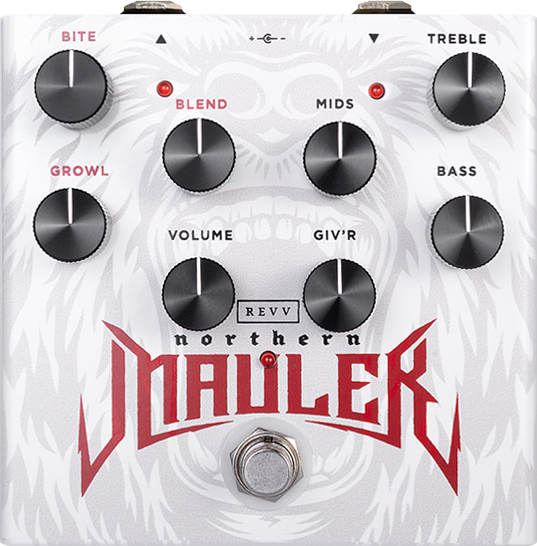 BITE
▲
+ -
▼
TREBLE
BLEND
MIDS
GROWL
BASS
VOLUME
GIV'R
REVV
northern
MAULER